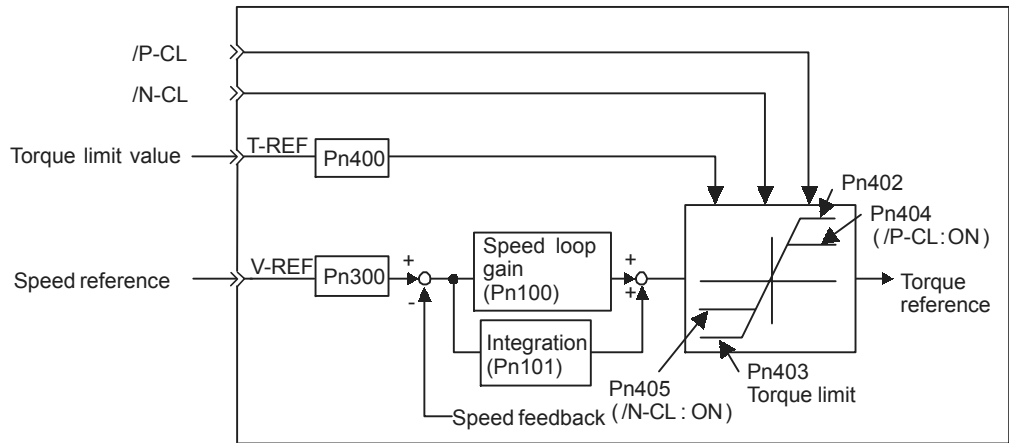 /P-CL
/N-CL
Torque limit value
T-REF
Pn400
Pn402
Pn404
(/P-CL:ON)
Speed reference
V-REF
Pn300
+
-
Speed loop
gain
(Pn100)
+
+
Integration
(Pn101)
Torque
reference
Pn403
Torque limit
Pn405
(/N-CL:ON)
Speed feedback